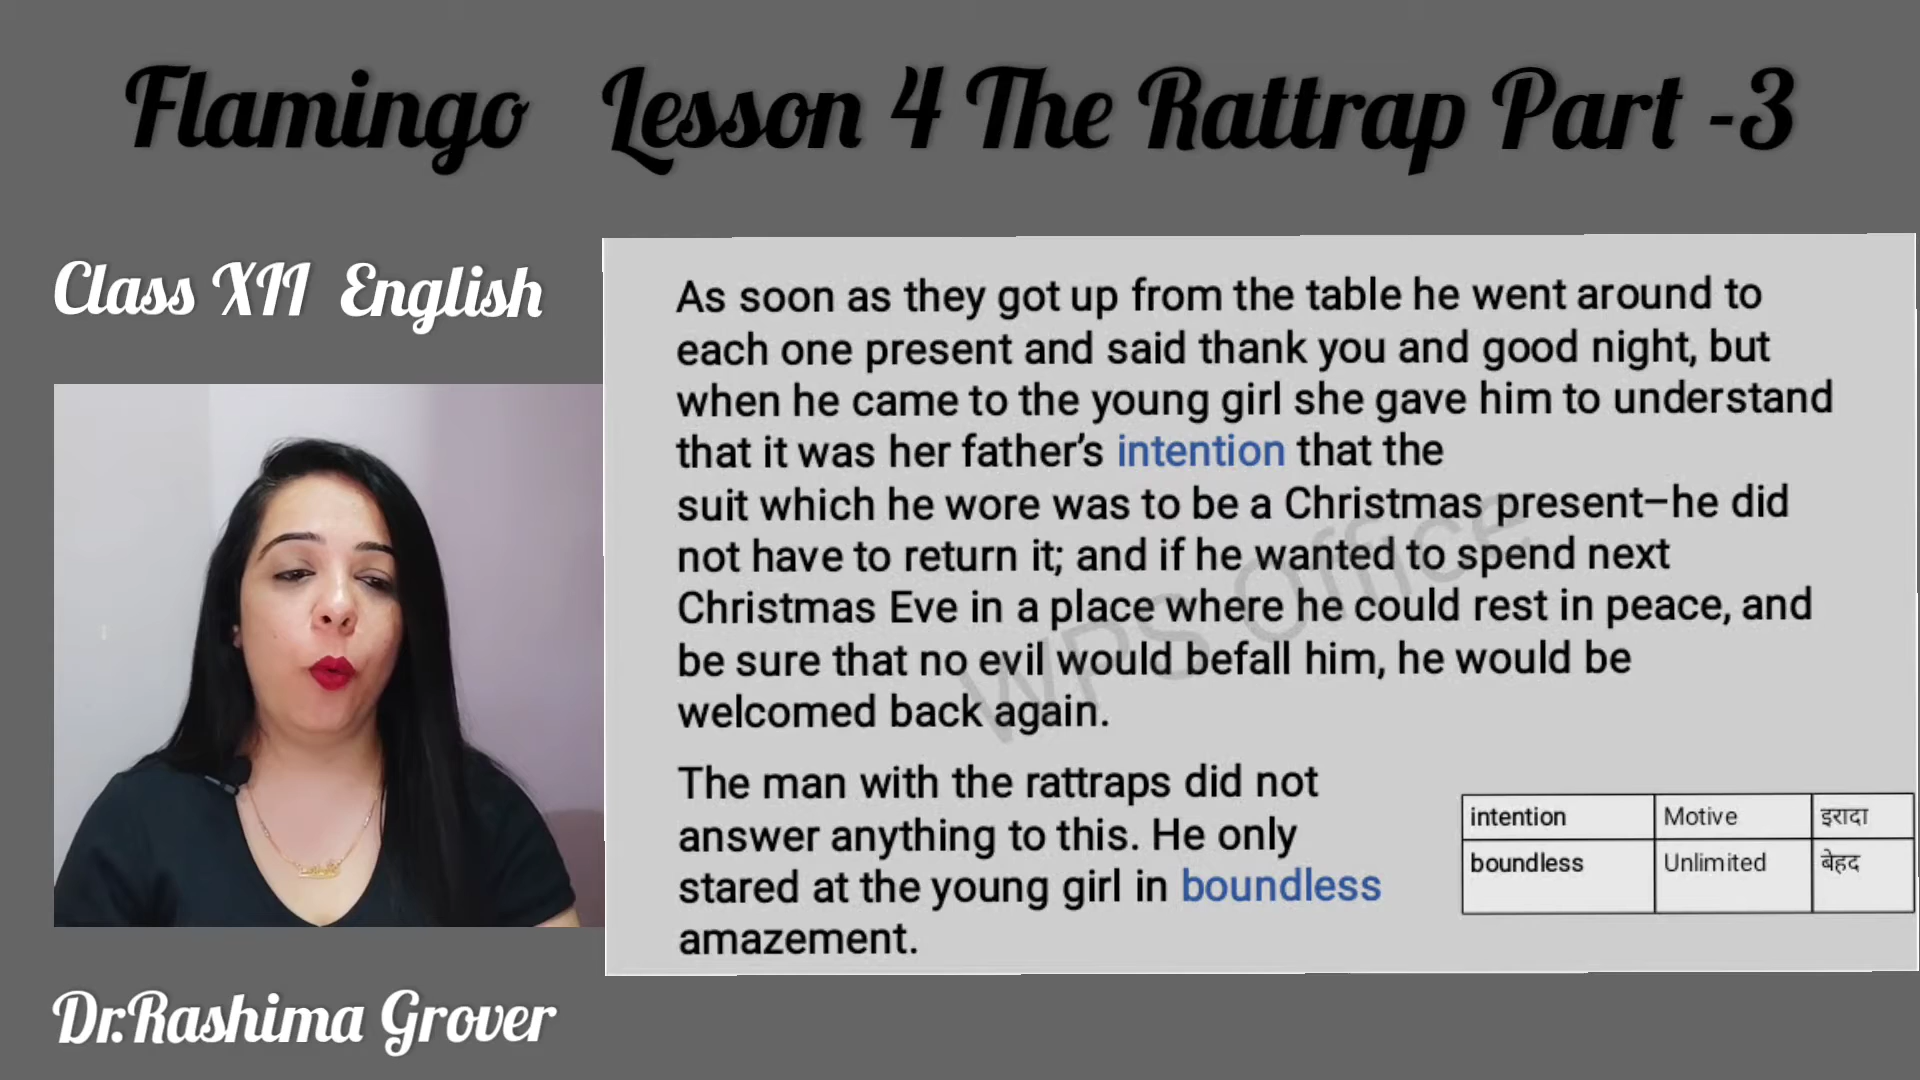 Flamingo Lesson 4 The Rattrap Part -3
Class XII English
As soon as they got up from the table he went around to
each one present and said thank you and good night, but
when he came to the young girl she gave him to understand
that it was her father's intention that the
suit which he wore was to be a Christmas present–he did
not have to return it; and if he wanted to spend next
Christmas Eve in a place where he could rest in peace, and
be sure that no evil would befall him, he would be
welcomed back again.
The man with the rattraps did not
answer anything to this. He only
stared at the young girl in boundless
amazement.
intention Motive इरादा
boundless Unlimited बेहद
WPS Office
Dr.Rashima Grover